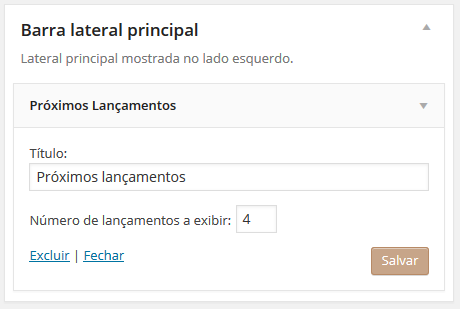 Barra lateral principal
Lateral principal mostrada no lado esquerdo.
Próximos Lançamentos
Título:
Próximos lançamentos
Número de lançamentos a exibir: 4
Excluir | Fechar
Salvar